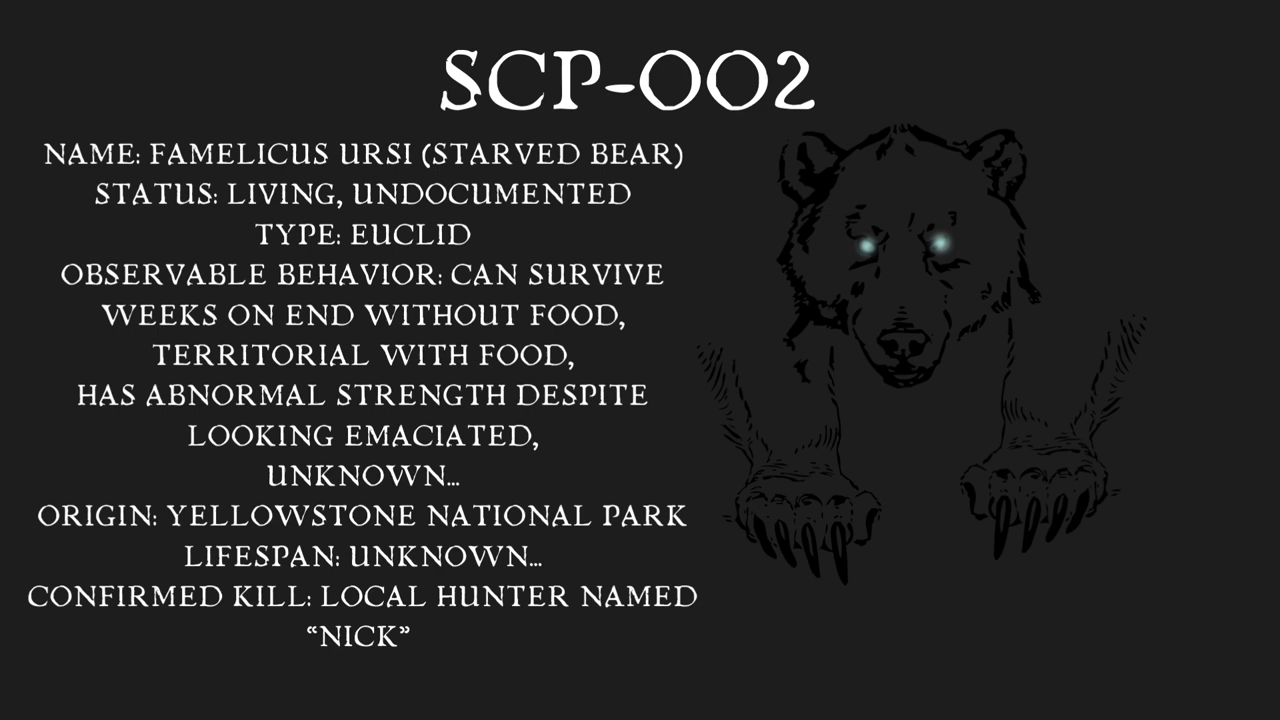 SCP-002
NAME: FAMELICUS URSI (STARVED BEAR)
STATUS: LIVING, UNDOCUMENTED
TYPE: EUCLID
OBSERVABLE BEHAVIOR: CAN SURVIVE
WEEKS ON END WITHOUT FOOD,
TERRITORIAL WITH FOOD,
HAS ABNORMAL STRENGTH DESPITE
LOOKING EMACIATED,
UNKNOWN...
ORIGIN: YELLOWSTONE NATIONAL PARK
LIFESPAN: UNKNOWN...
CONFIRMED KILL: LOCAL HUNTER NAMED
“NICK”